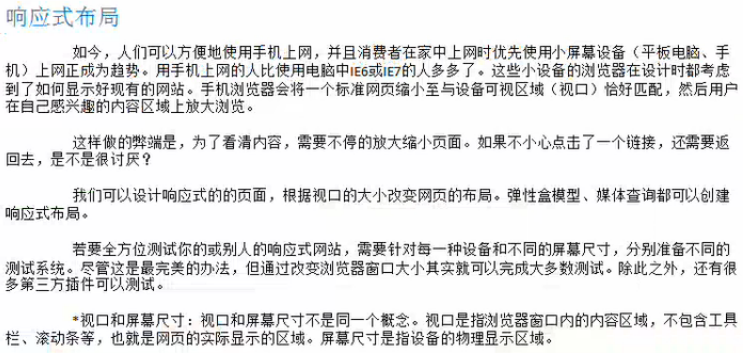 响应式布局
如今，人们可以方便地使用手机上网，并且消费者在家中上网时优先使用小屏幕设备（平板电脑、手
机）上网正成为趋势。用手机上网的人比使用电脑中IE6或IE7的人多多了。这些小设备的浏览器在设计时都考虑
到了如何显示好现有的网站。手机浏览器会将一个标准网页缩小至与设备可视区域（视口）恰好匹配，然后用户
在自己感兴趣的内容区域上放大浏览。
这样做的弊端是，为了看清内容，需要不停的放大缩小页面。如果不小心点击了一个链接，还需要返
回去，是不是很讨厌？
我们可以设计响应式的的页面，根据视口的大小改变网页的布局。弹性盒模型、媒体查询都可以创建
响应式布局。
若要全方位测试你的或别人的响应式网站，需要针对每一种设备和不同的屏幕尺寸，分别准备不同的
测试系统。尽管这是最完美的办法，但通过改变浏览器窗口大小其实就可以完成大多数测试。除此之外，还有很
多第三方插件可以测试。
*视口和屏幕尺寸：视口和屏幕尺寸不是同一个概念。视口是指浏览器窗口内的内容区域，不包含工具
栏、滚动条等，也就是网页的实际显示的区域。屏幕尺寸是指设备的物理显示区域。